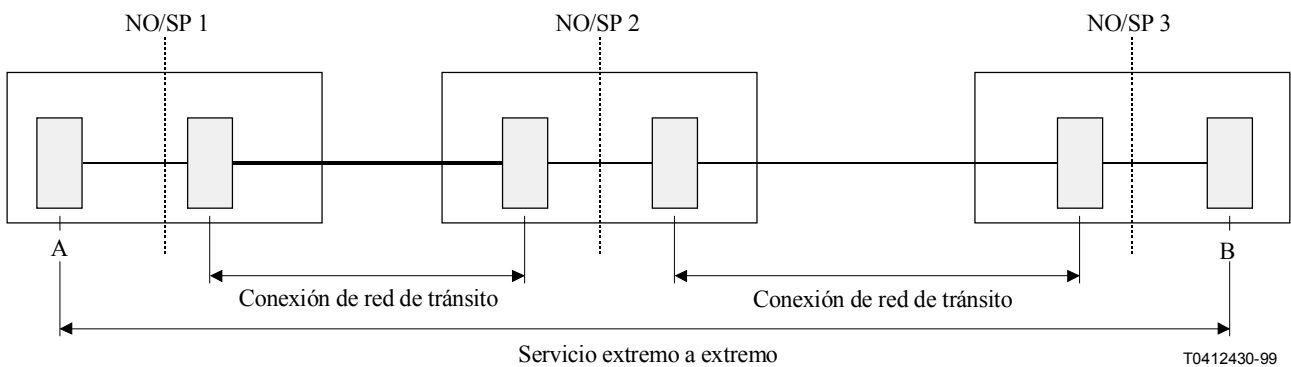 NO/SP 1
NO/SP 2
NO/SP 3
A
B
Conexión de red de tránsito
Conexión de red de tránsito
Servicio extremo a extremo
T0412430-99